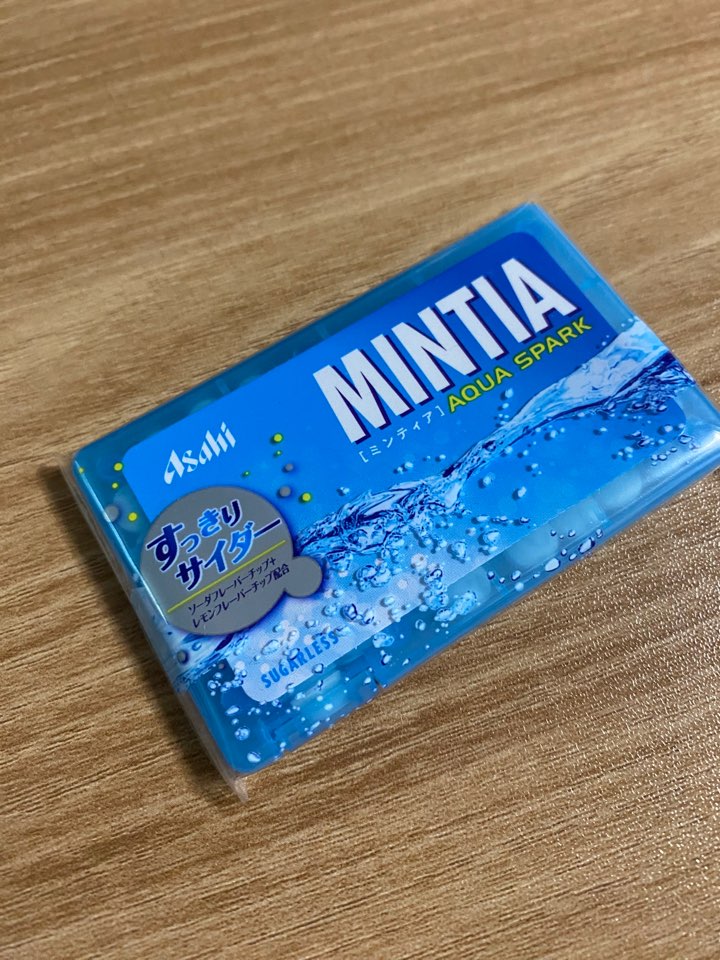 MINTIA
[ミンティア] AQUA SPARK
Asahi
すっきり
サイダー
ソーダフレーバーチップ+
レモンフレーバーチップ配合
SUGARLESS